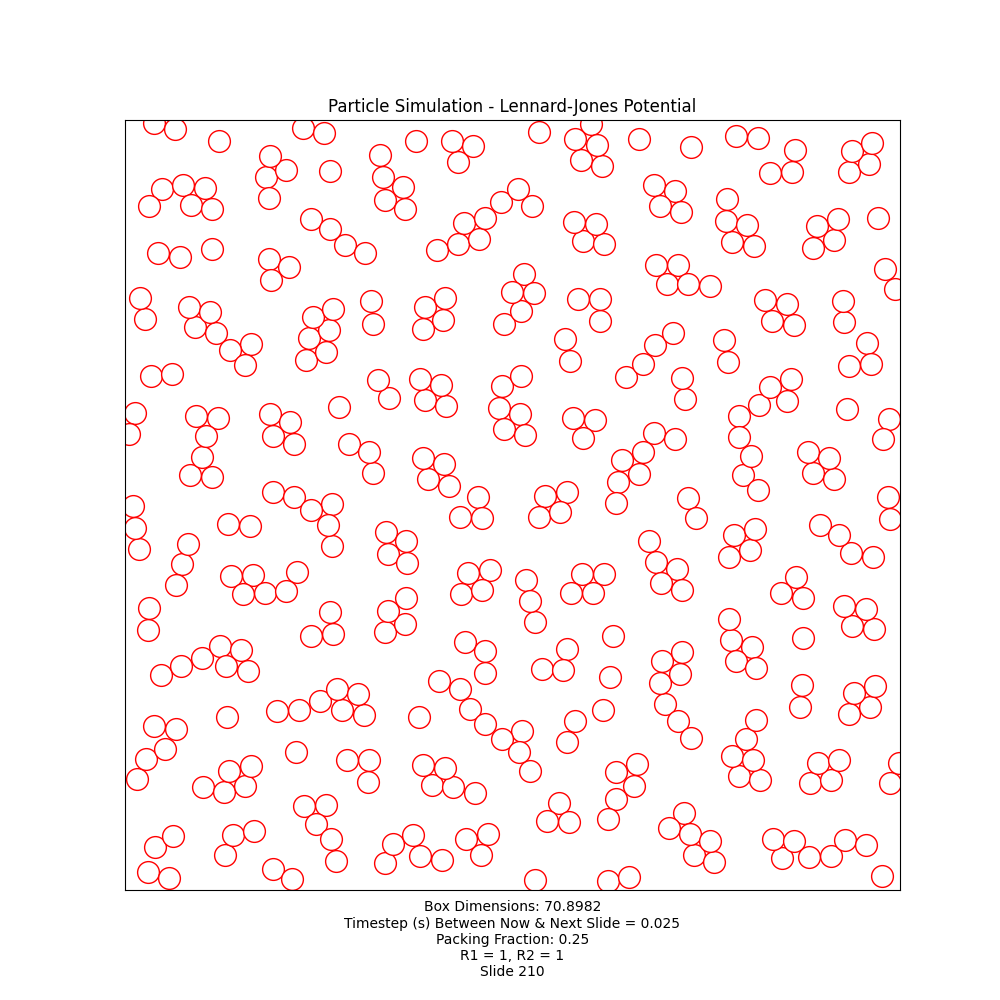 Particle Simulation - Lennard-Jones Potential
Box Dimensions: 70.8982
Timestep (s) Between Now & Next Slide = 0.025
Packing Fraction: 0.25
R1 = 1, R2 = 1
Slide 210